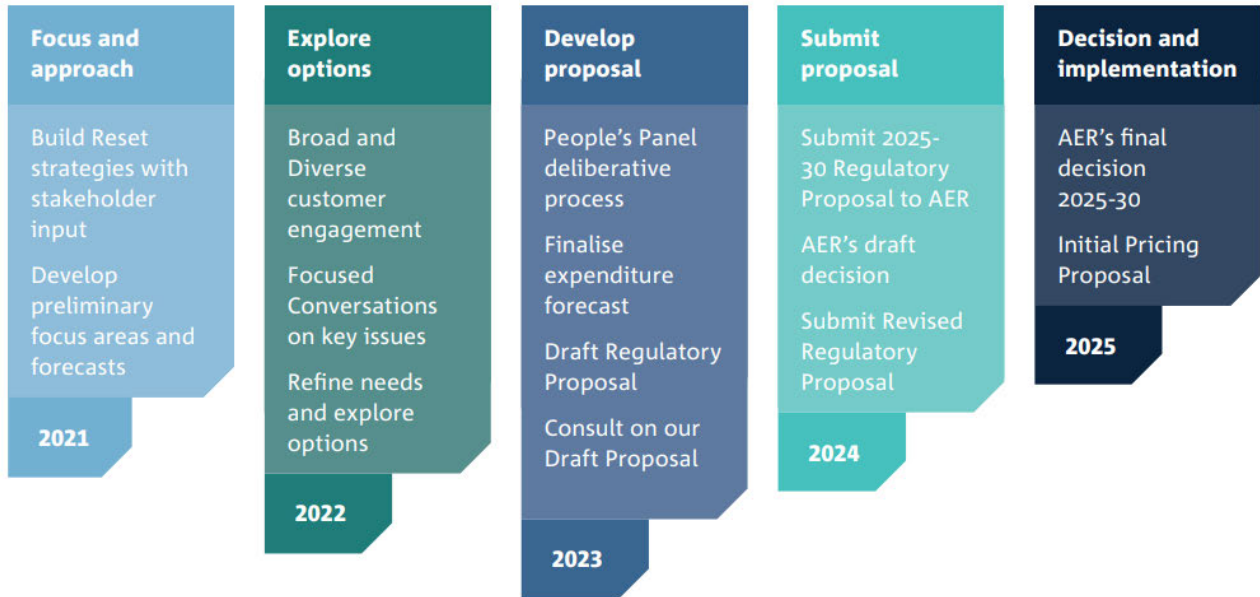 Focus and
approach
Build Reset
strategies with
stakeholder
input
Develop
preliminary
focus areas and
forecasts
2021
Explore
options
Broad and
Diverse
customer
engagement
Focused
Conversations
on key issues
Refine needs
and explore
options
2022
Develop
proposal
People’s Panel
deliberative
process
Finalise
expenditure
forecast
Draft Regulatory
Proposal
Consult on our
Draft Proposal
2023
Submit
proposal
Submit 2025-
30 Regulatory
Proposal to AER
AER’s draft
decision
Submit Revised
Regulatory
Proposal
2024
Decision and
implementation
AER’s final
decision
2025-30
Initial Pricing
Proposal
2025